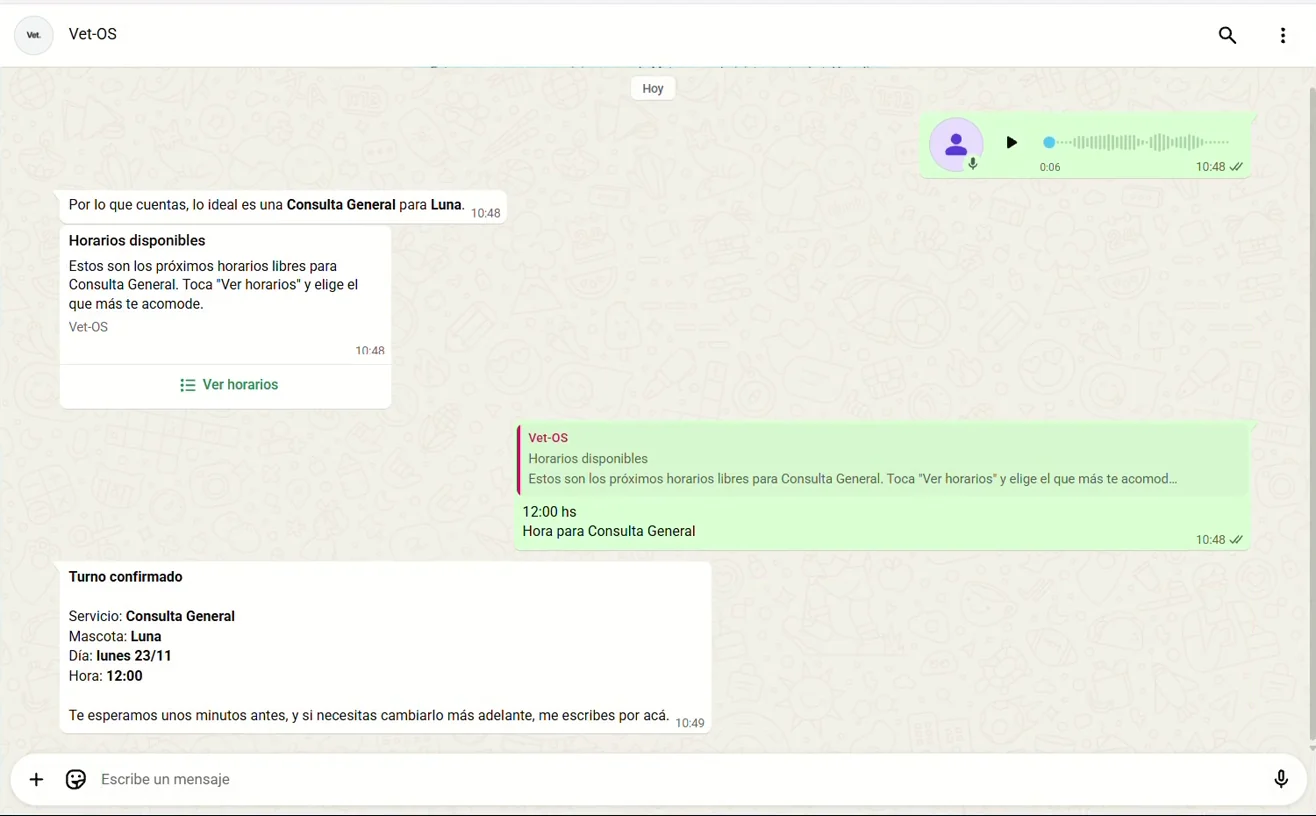 Vet.
Vet-OS
Hoy
0:06
10:48
Por lo que cuentas, lo ideal es una Consulta General para Luna.
10:48
Horarios disponibles
Estos son los próximos horarios libres para
Consulta General. Toca "Ver horarios" y elige el
que más te acomode.
Vet-OS
10:48
Ver horarios
Vet-OS
Horarios disponibles
Estos son los próximos horarios libres para Consulta General. Toca "Ver horarios" y elige el que más te acomod...
12:00 hs
Hora para Consulta General
10:48
Turno confirmado
Servicio: Consulta General
Mascota: Luna
Día: lunes 23/11
Hora: 12:00
Te esperamos unos minutos antes, y si necesitas cambiarlo más adelante, me escribes por acá.
10:49
Escribe un mensaje